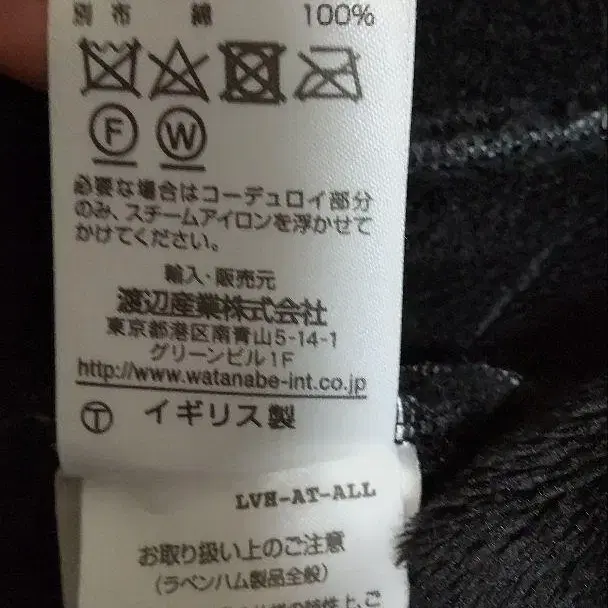 別布 綿 100%
F W
必要な場合はコーデュロイ部分
のみ、スチームアイロンを浮かせて
かけてください。
輸入・販売元
渡辺産業株式会社
東京都港区南青山5-14-1
グリーンビル1F
http://www.watanabe-int.co.jp
T イギリス製
LVH-AT-ALL
お取り扱い上のご注意
(ラベンハム製品全般)